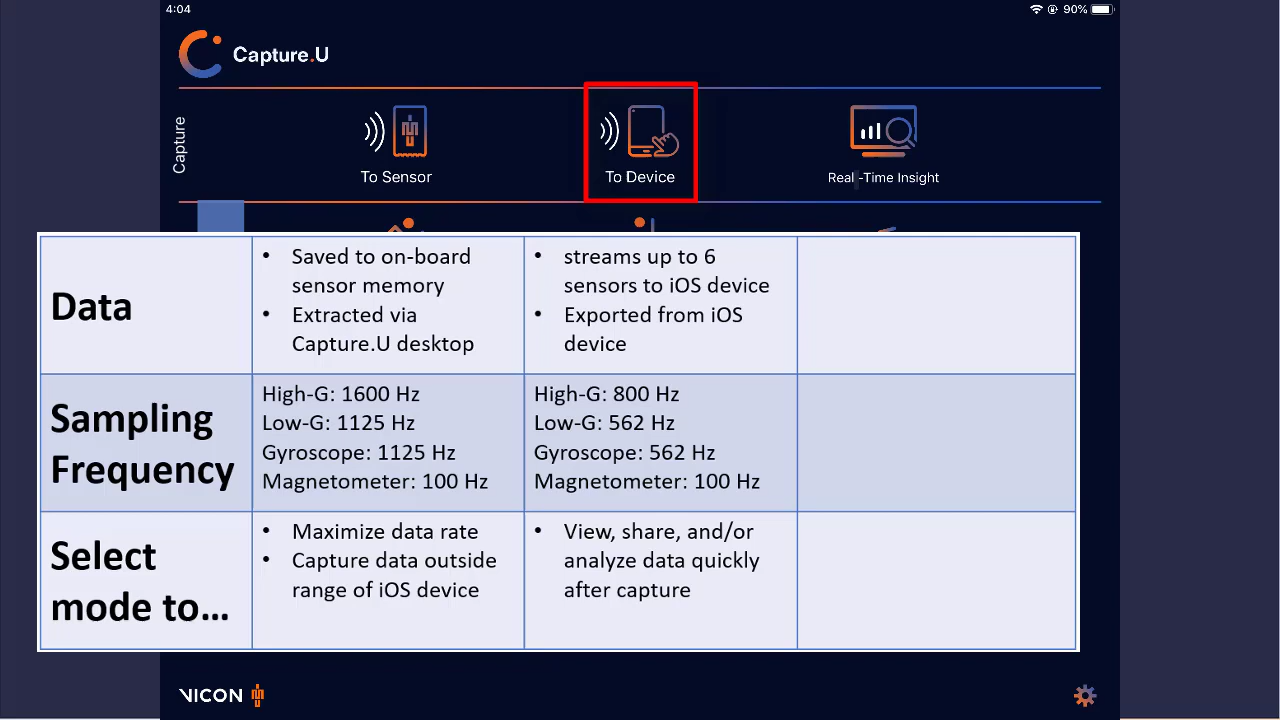 4:04
90%
Capture.U
Capture
To Sensor
To Device
Real -Time Insight
Data
• Saved to on-board
sensor memory
• Extracted via
Capture.U desktop
• streams up to 6
sensors to iOS device
• Exported from iOS
device
Sampling
Frequency
High-G: 1600 Hz
Low-G: 1125 Hz
Gyroscope: 1125 Hz
Magnetometer: 100 Hz
High-G: 800 Hz
Low-G: 562 Hz
Gyroscope: 562 Hz
Magnetometer: 100 Hz
Select
mode to…
• Maximize data rate
• Capture data outside
range of iOS device
• View, share, and/or
analyze data quickly
after capture
VICON